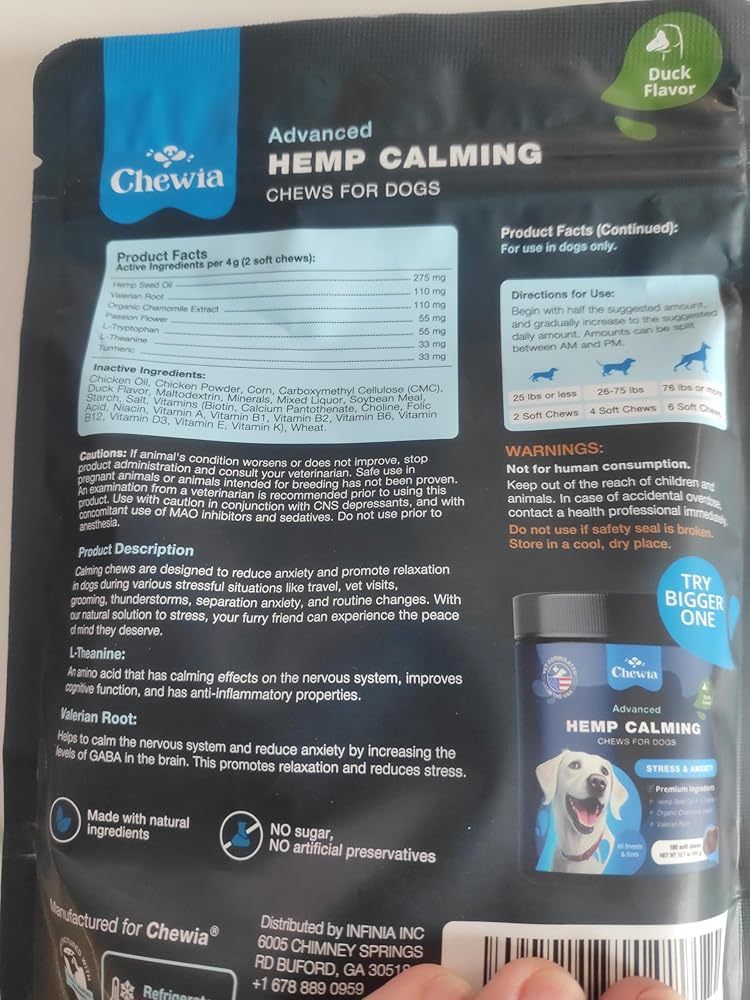 Duck
Flavor
Chewia
Advanced
HEMP CALMING
CHEWS FOR DOGS
Product Facts
Active Ingredients per 4g (2 soft chews):
Hemp Seed Oil 275 mg
Valerian Root 110 mg
Organic Chamomile Extract 110 mg
Passion Flower 55 mg
L-Tryptophan 55 mg
L-Theanine 33 mg
Turmeric 33 mg
Inactive Ingredients:
Chicken Oil, Chicken Powder, Corn, Carboxymethyl Cellulose (CMC),
Duck Flavor, Maltodextrin, Minerals, Mixed Liquor, Soybean Meal,
Starch, Salt, Vitamins (Biotin, Calcium Pantothenate, Choline, Folic
Acid, Niacin, Vitamin A, Vitamin B1, Vitamin B2, Vitamin B6, Vitamin
B12, Vitamin D3, Vitamin E, Vitamin K), Wheat.
Cautions: If animal's condition worsens or does not improve, stop
product administration and consult your veterinarian. Safe use in
pregnant animals or animals intended for breeding has not been proven.
An examination from a veterinarian is recommended prior to using this
product. Use with caution in conjunction with CNS depressants, and with
concomitant use of MAO inhibitors and sedatives. Do not use prior to
anesthesia.
Product Description
Calming chews are designed to reduce anxiety and promote relaxation
in dogs during various stressful situations like travel, vet visits,
grooming, thunderstorms, separation anxiety, and routine changes. With
our natural solution to stress, your furry friend can experience the peace
of mind they deserve.
L-Theanine:
An amino acid that has calming effects on the nervous system, improves
cognitive function, and has anti-inflammatory properties.
Valerian Root:
Helps to calm the nervous system and reduce anxiety by increasing the
levels of GABA in the brain. This promotes relaxation and reduces stress.
Made with natural
ingredients
NO sugar,
NO artificial preservatives
Manufactured for Chewia®
Refrigerate
Distributed by INFINIA INC
6005 CHIMNEY SPRINGS
RD BUFORD, GA 30518
+1 678 889 0959
Product Facts (Continued):
For use in dogs only.
Directions for Use:
Begin with half the suggested amount,
and gradually increase to the suggested
daily amount. Amounts can be split
between AM and PM.
25 lbs or less 26-75 lbs 76 lbs or more
2 Soft Chews 4 Soft Chews 6 Soft Chews
WARNINGS:
Not for human consumption.
Keep out of the reach of children and
animals. In case of accidental overdose,
contact a health professional immediately.
Do not use if safety seal is broken.
Store in a cool, dry place.
TRY
BIGGER
ONE
Chewia
Advanced
HEMP CALMING
CHEWS FOR DOGS
STRESS & ANXIETY
Premium Ingredients
Hemp Seed Oil
Organic Chamomile
Valerian Root
All Breeds
& Sizes
180 soft chews